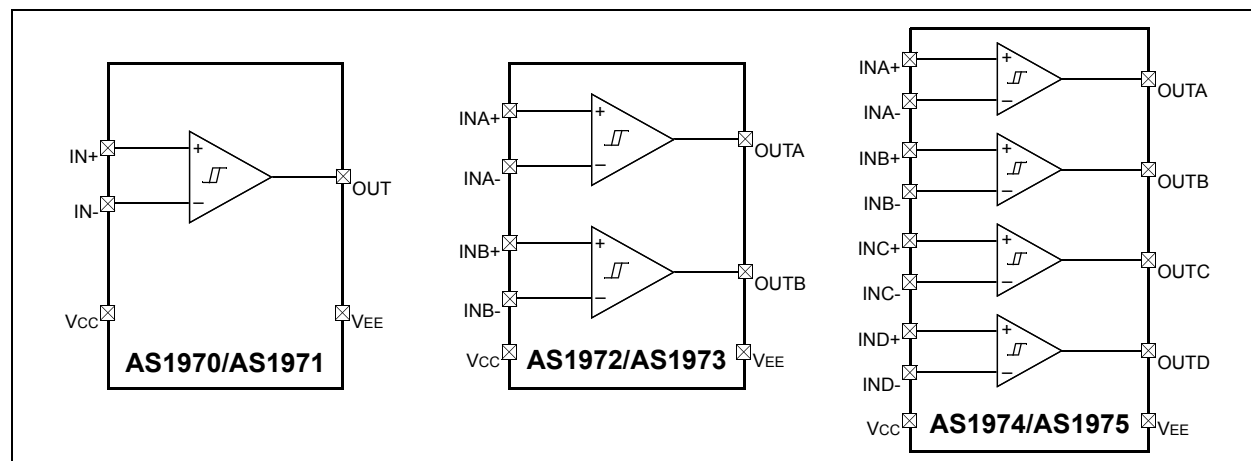 IN+
+
IN-
−
OUT
VCC
VEE
AS1970/AS1971
INA+
+
INA-
−
OUTA
INB+
+
INB-
−
OUTB
VCC
VEE
AS1972/AS1973
INA+
+
INA-
−
OUTA
INB+
+
INB-
−
OUTB
INC+
+
INC-
−
OUTC
IND+
+
IND-
−
OUTD
VCC
VEE
AS1974/AS1975